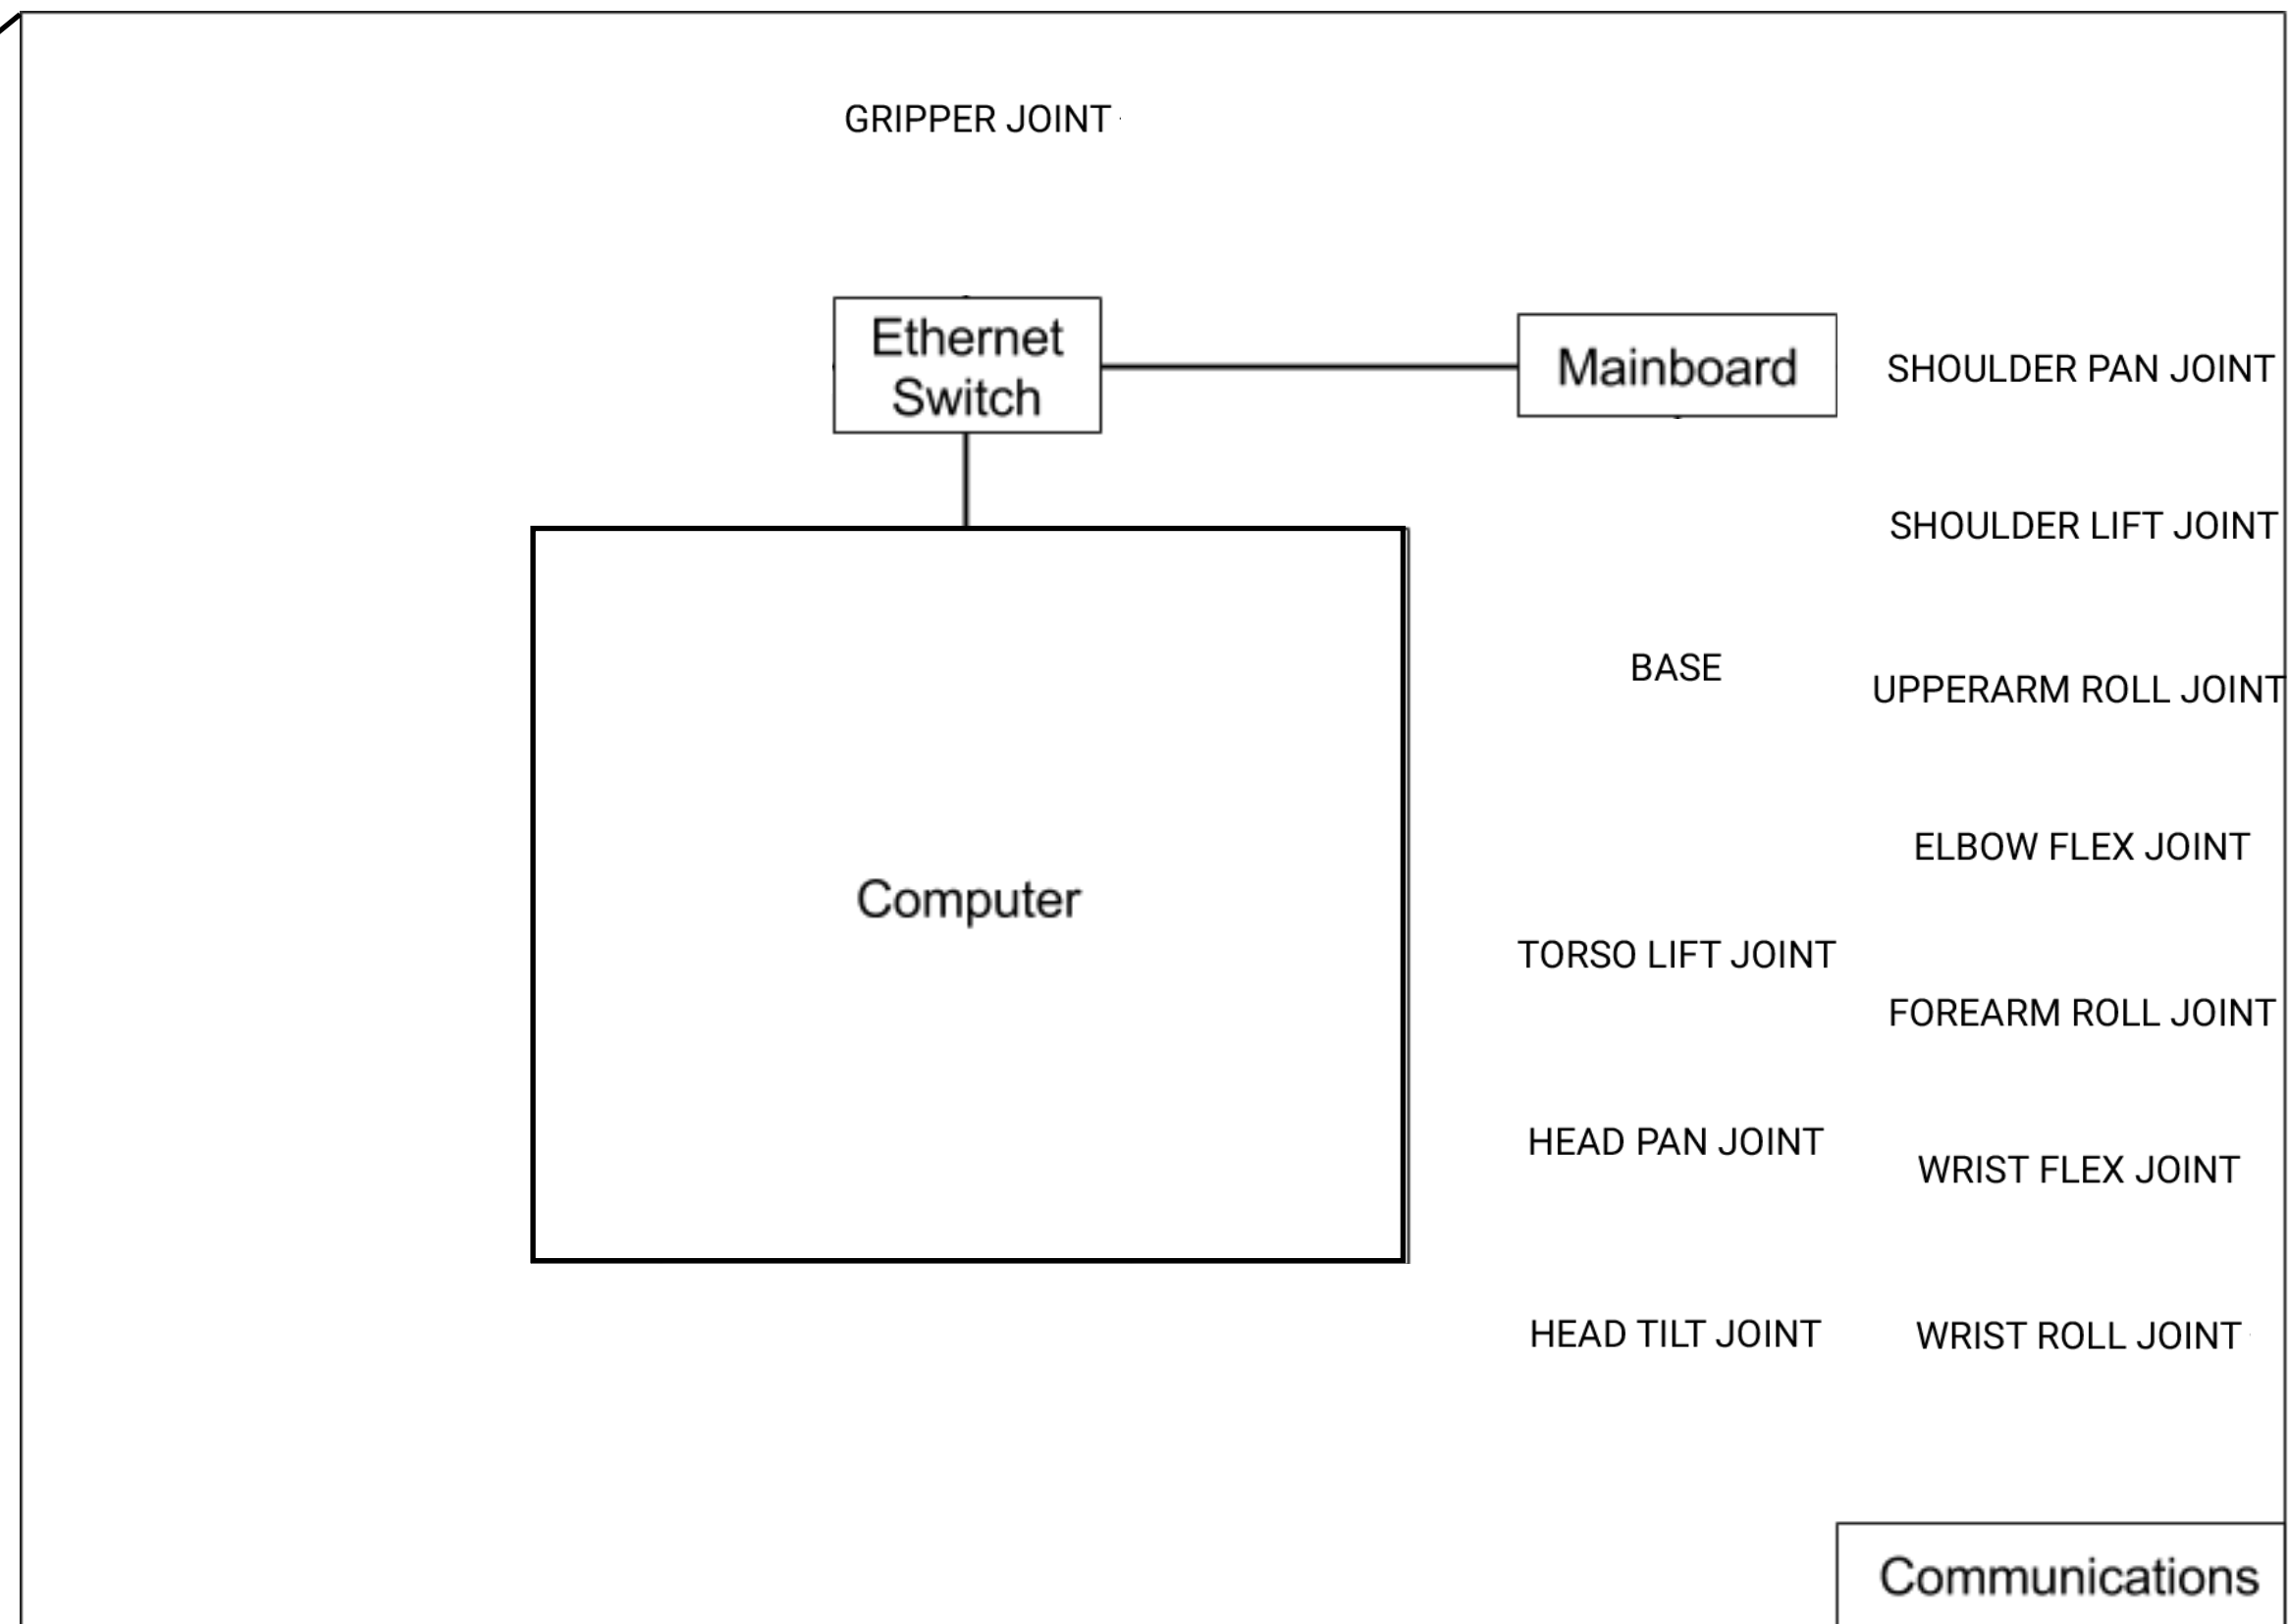 GRIPPER JOINT
Ethernet
Switch
Mainboard
SHOULDER PAN JOINT
SHOULDER LIFT JOINT
BASE
UPPERARM ROLL JOINT
ELBOW FLEX JOINT
Computer
TORSO LIFT JOINT
FOREARM ROLL JOINT
HEAD PAN JOINT
WRIST FLEX JOINT
HEAD TILT JOINT
WRIST ROLL JOINT
Communications